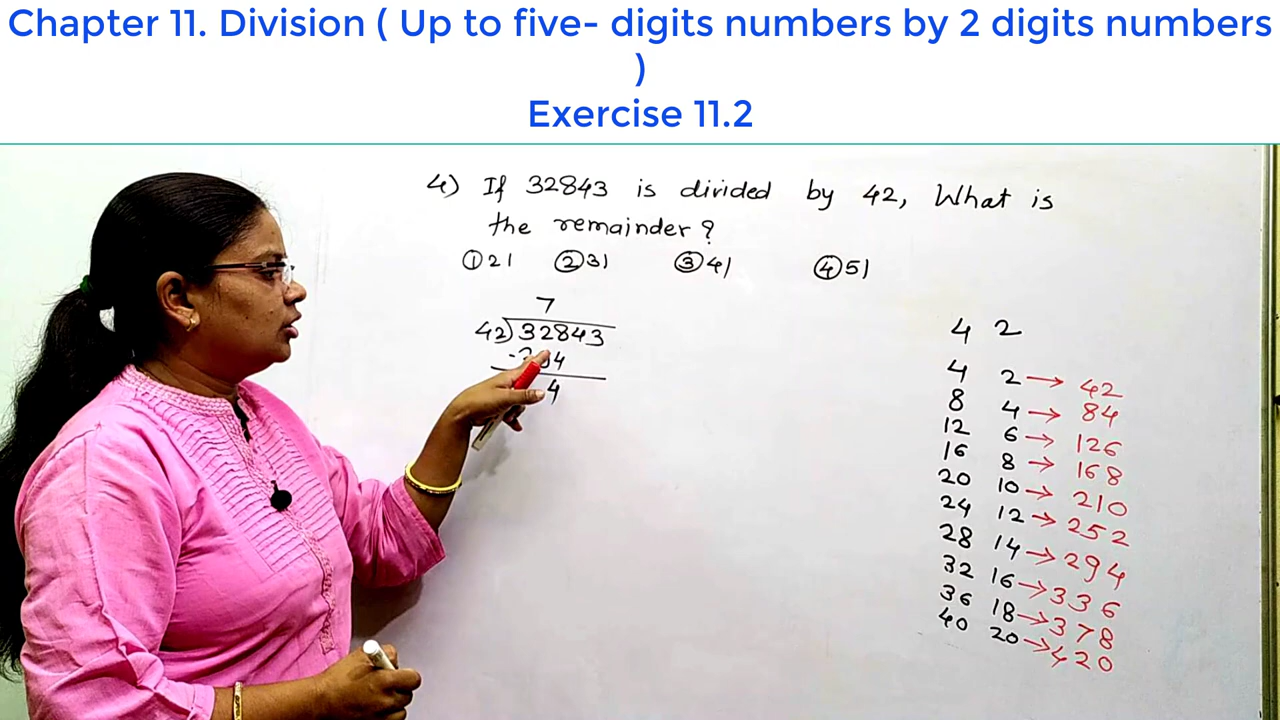 Chapter 11. Division ( Up to five- digits numbers by 2 digits numbers
)
Exercise 11.2
4) If 32843 is divided by 42, What is
the remainder ?
① 21 ② 31 ③ 41 ④ 51
7
42) 32843
4
4 2
4 2 → 42
8 4 → 84
12 6 → 126
16 8 → 168
20 10 → 210
24 12 → 252
28 14 → 294
32 16 → 336
36 18 → 378
40 20 → 420